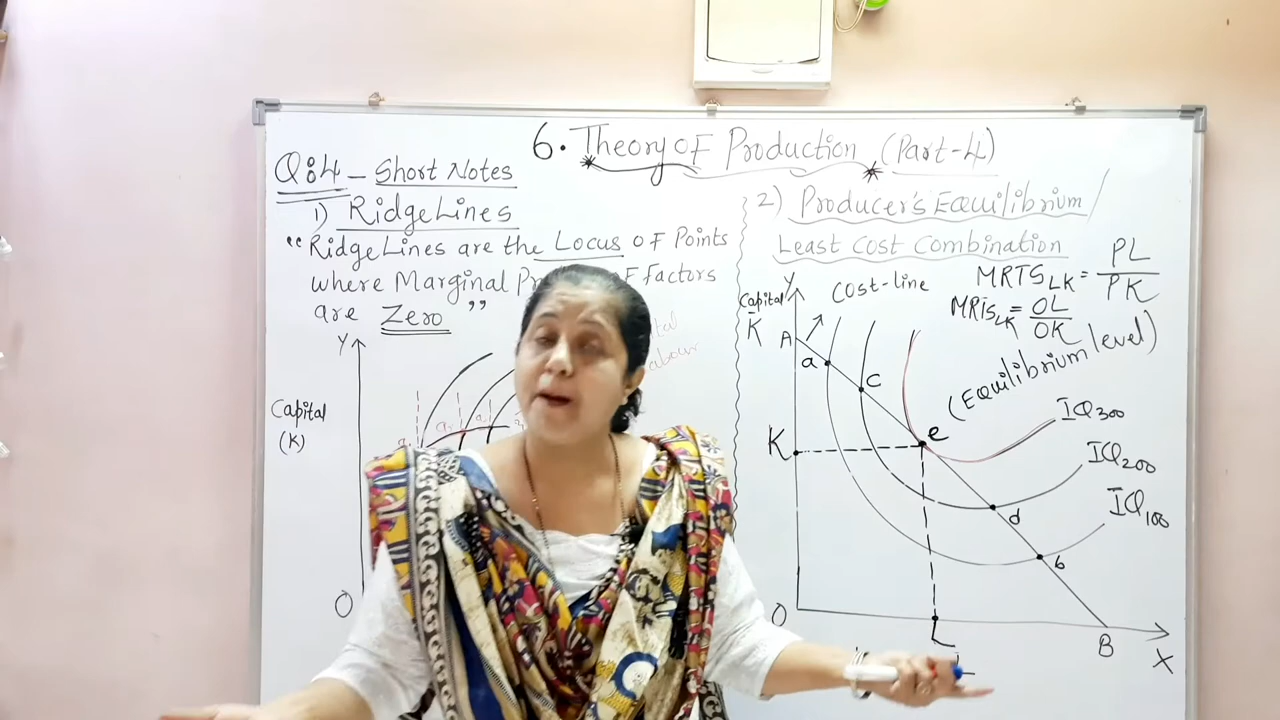 6. Theory of Production (Part-4)
Q:4 - Short Notes
1) Ridge Lines
"Ridge Lines are the Locus of Points
where Marginal Pr F factors
are Zero"
Y
Capital
(K)
O
2) Producer's Equilibrium/
Least Cost Combination
MRTS LK = PL
PK
MRTS LK = OL
OK
(Equilibrium level)
Y
Capital
K
Cost-line
A
a
c
e
K
d
b
IQ300
IQ200
IQ100
O
L
B
X